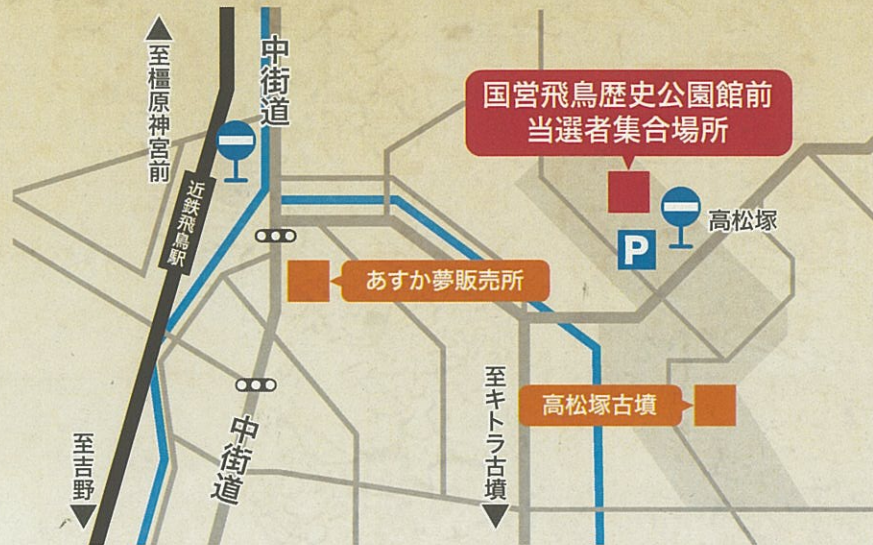 至橿原神宮前
中街道
国営飛鳥歴史公園館前
当選者集合場所
近鉄飛鳥駅
高松塚
P
あすか夢販売所
高松塚古墳
至キトラ古墳
中街道
至吉野